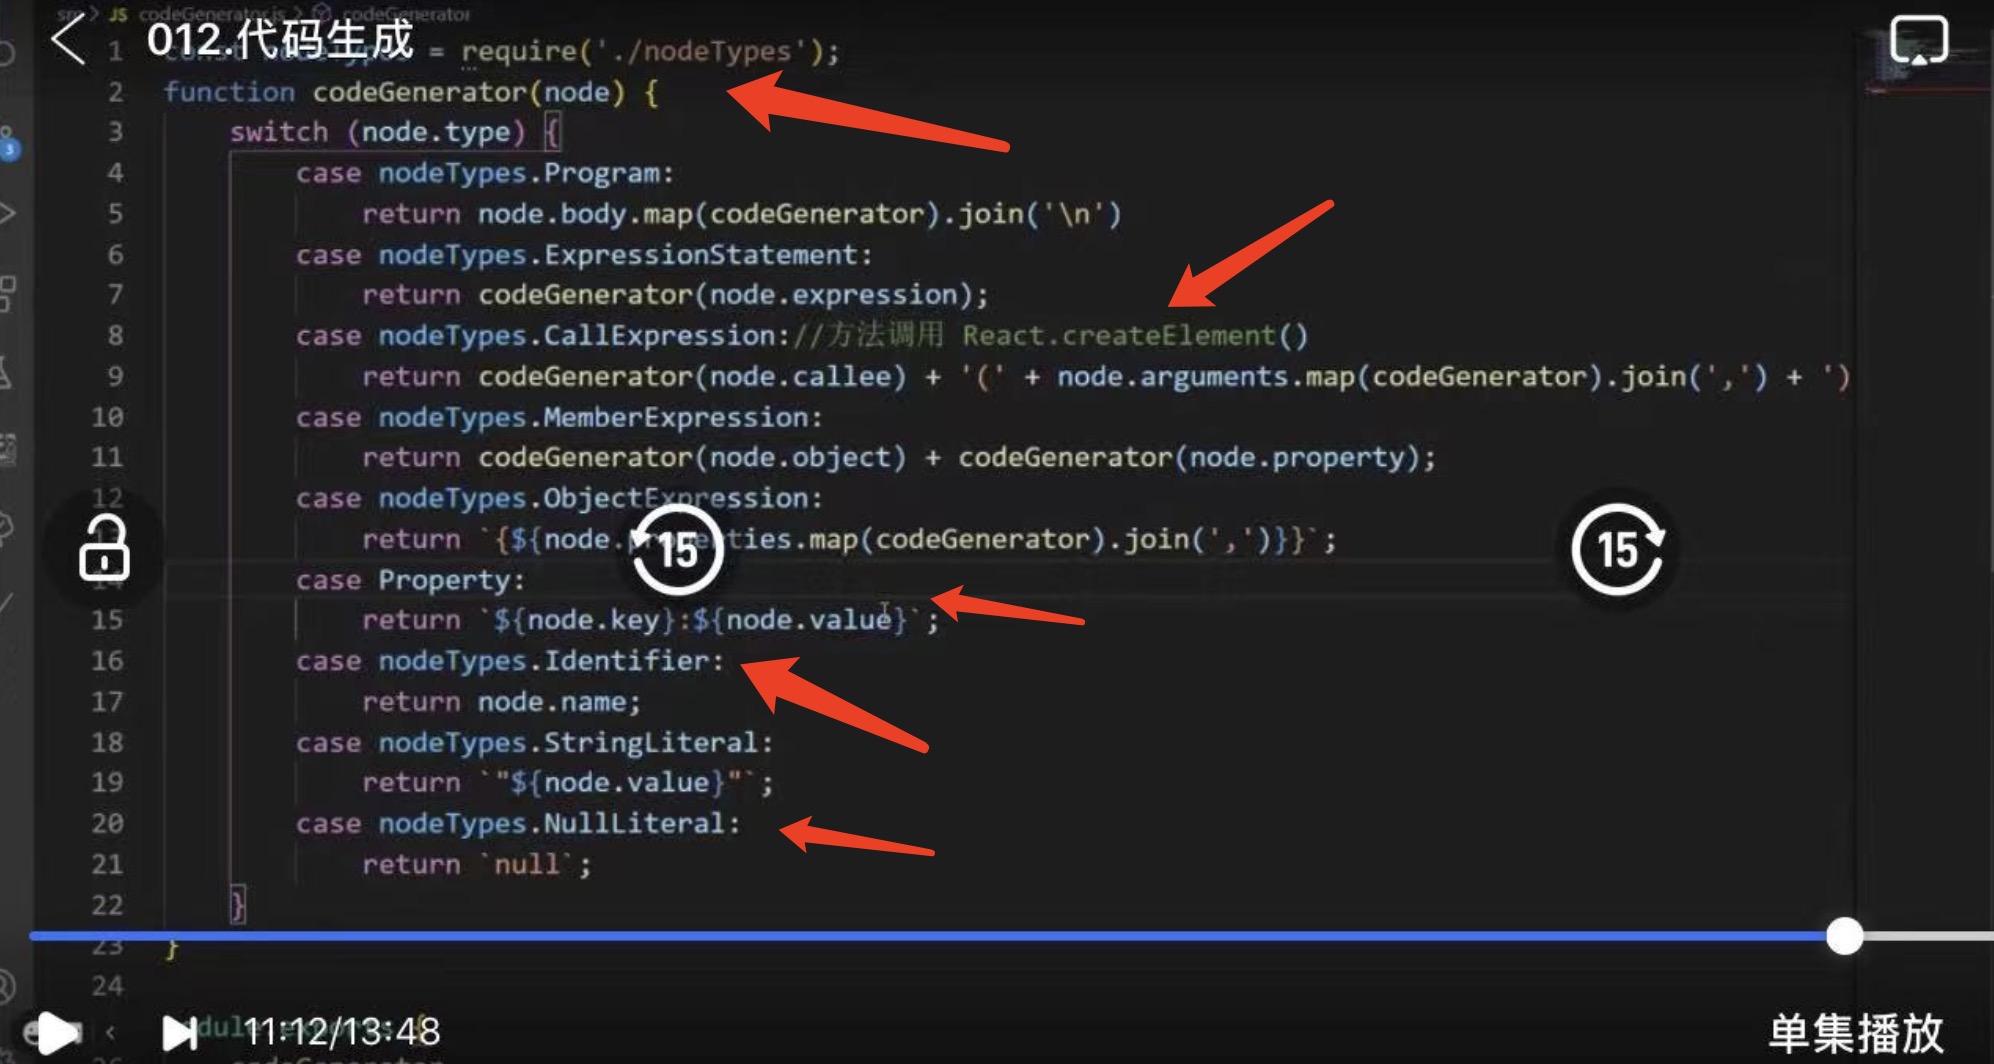 src > JS codeGenerator.js > codeGenerator
012.代码生成
1 const nodeTypes = require('./nodeTypes');
2 function codeGenerator(node) {
3 switch (node.type) {
4 case nodeTypes.Program:
5 return node.body.map(codeGenerator).join('\n')
6 case nodeTypes.ExpressionStatement:
7 return codeGenerator(node.expression);
8 case nodeTypes.CallExpression://方法调用 React.createElement()
9 return codeGenerator(node.callee) + '(' + node.arguments.map(codeGenerator).join(',') + ')
10 case nodeTypes.MemberExpression:
11 return codeGenerator(node.object) + codeGenerator(node.property);
12 case nodeTypes.ObjectExpression:
13 return `{${node.properties.map(codeGenerator).join(',')}}`;
14 case Property:
15 return `${node.key}:${node.value}`;
16 case nodeTypes.Identifier:
17 return node.name;
18 case nodeTypes.StringLiteral:
19 return `"${node.value}"`;
20 case nodeTypes.NullLiteral:
21 return `null`;
22 }
23 }
24
15
15
3
11:12/13:48
单集播放